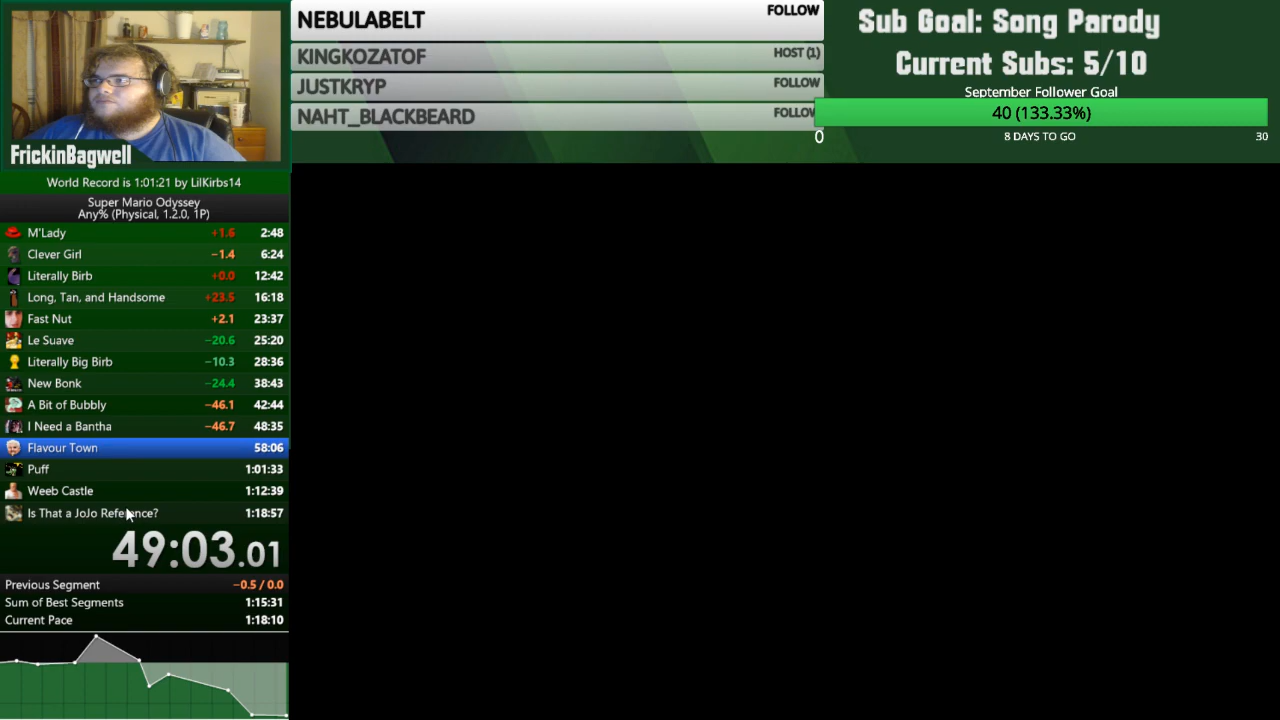 FrickinBagwell
World Record is 1:01:21 by LilKirbs14
Super Mario Odyssey
Any% (Physical, 1.2.0, 1P)
M'Lady +1.6 2:48
Clever Girl −1.4 6:24
Literally Birb +0.0 12:42
Long, Tan, and Handsome +23.5 16:18
Fast Nut +2.1 23:37
Le Suave −20.6 25:20
Literally Big Birb −10.3 28:36
New Bonk −24.4 38:43
A Bit of Bubbly −46.1 42:44
I Need a Bantha −46.7 48:35
Flavour Town 58:06
Puff 1:01:33
Weeb Castle 1:12:39
Is That a JoJo Reference? 1:18:57
49:03.01
Previous Segment −0.5 / 0.0
Sum of Best Segments 1:15:31
Current Pace 1:18:10
NEBULABELT FOLLOW
KINGKOZATOF HOST (1)
JUSTKRYP FOLLOW
NAHT_BLACKBEARD FOLLOW
Sub Goal: Song Parody
Current Subs: 5/10
September Follower Goal
40 (133.33%)
0 8 DAYS TO GO 30